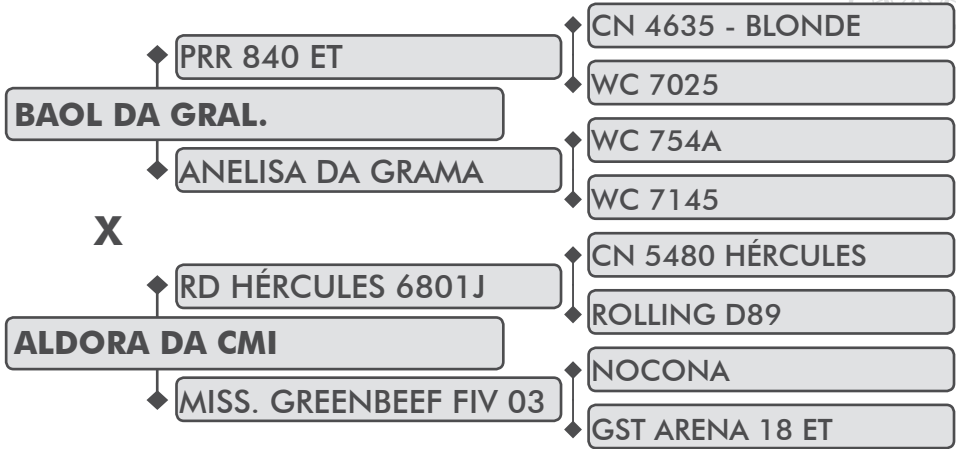 CN 4635 - BLONDE
PRR 840 ET
WC 7025
BAOL DA GRAL.
WC 754A
ANELISA DA GRAMA
WC 7145
X
CN 5480 HÉRCULES
RD HÉRCULES 6801J
ROLLING D89
ALDORA DA CMI
NOCONA
MISS. GREENBEEF FIV 03
GST ARENA 18 ET